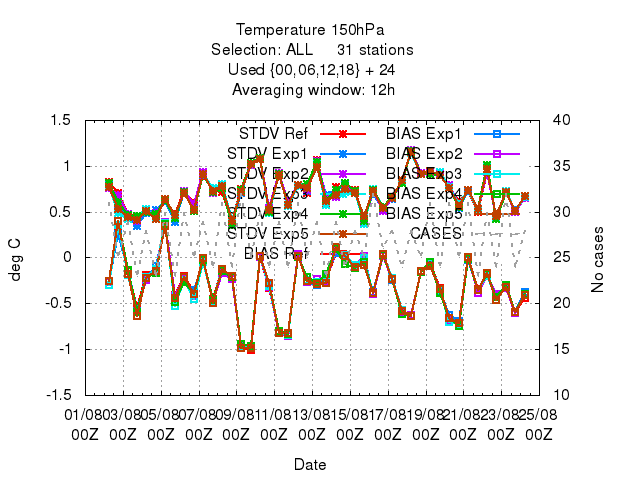 Temperature 150hPa
Selection: ALL 31 stations
Used {00,06,12,18} + 24
Averaging window: 12h
1.5 40
STDV Ref BIAS Exp1
STDV Exp1 BIAS Exp2
1 35
STDV Exp2 BIAS Exp3
STDV Exp3 BIAS Exp4
0.5 30
STDV Exp4 BIAS Exp5
STDV Exp5 CASES
BIAS Ref
0 25
deg C No cases
-0.5 20
-1 15
-1.5 10
01/08 03/08 05/08 07/08 09/08 11/08 13/08 15/08 17/08 19/08 21/08 23/08 25/08
00Z 00Z 00Z 00Z 00Z 00Z 00Z 00Z 00Z 00Z 00Z 00Z 00Z
Date